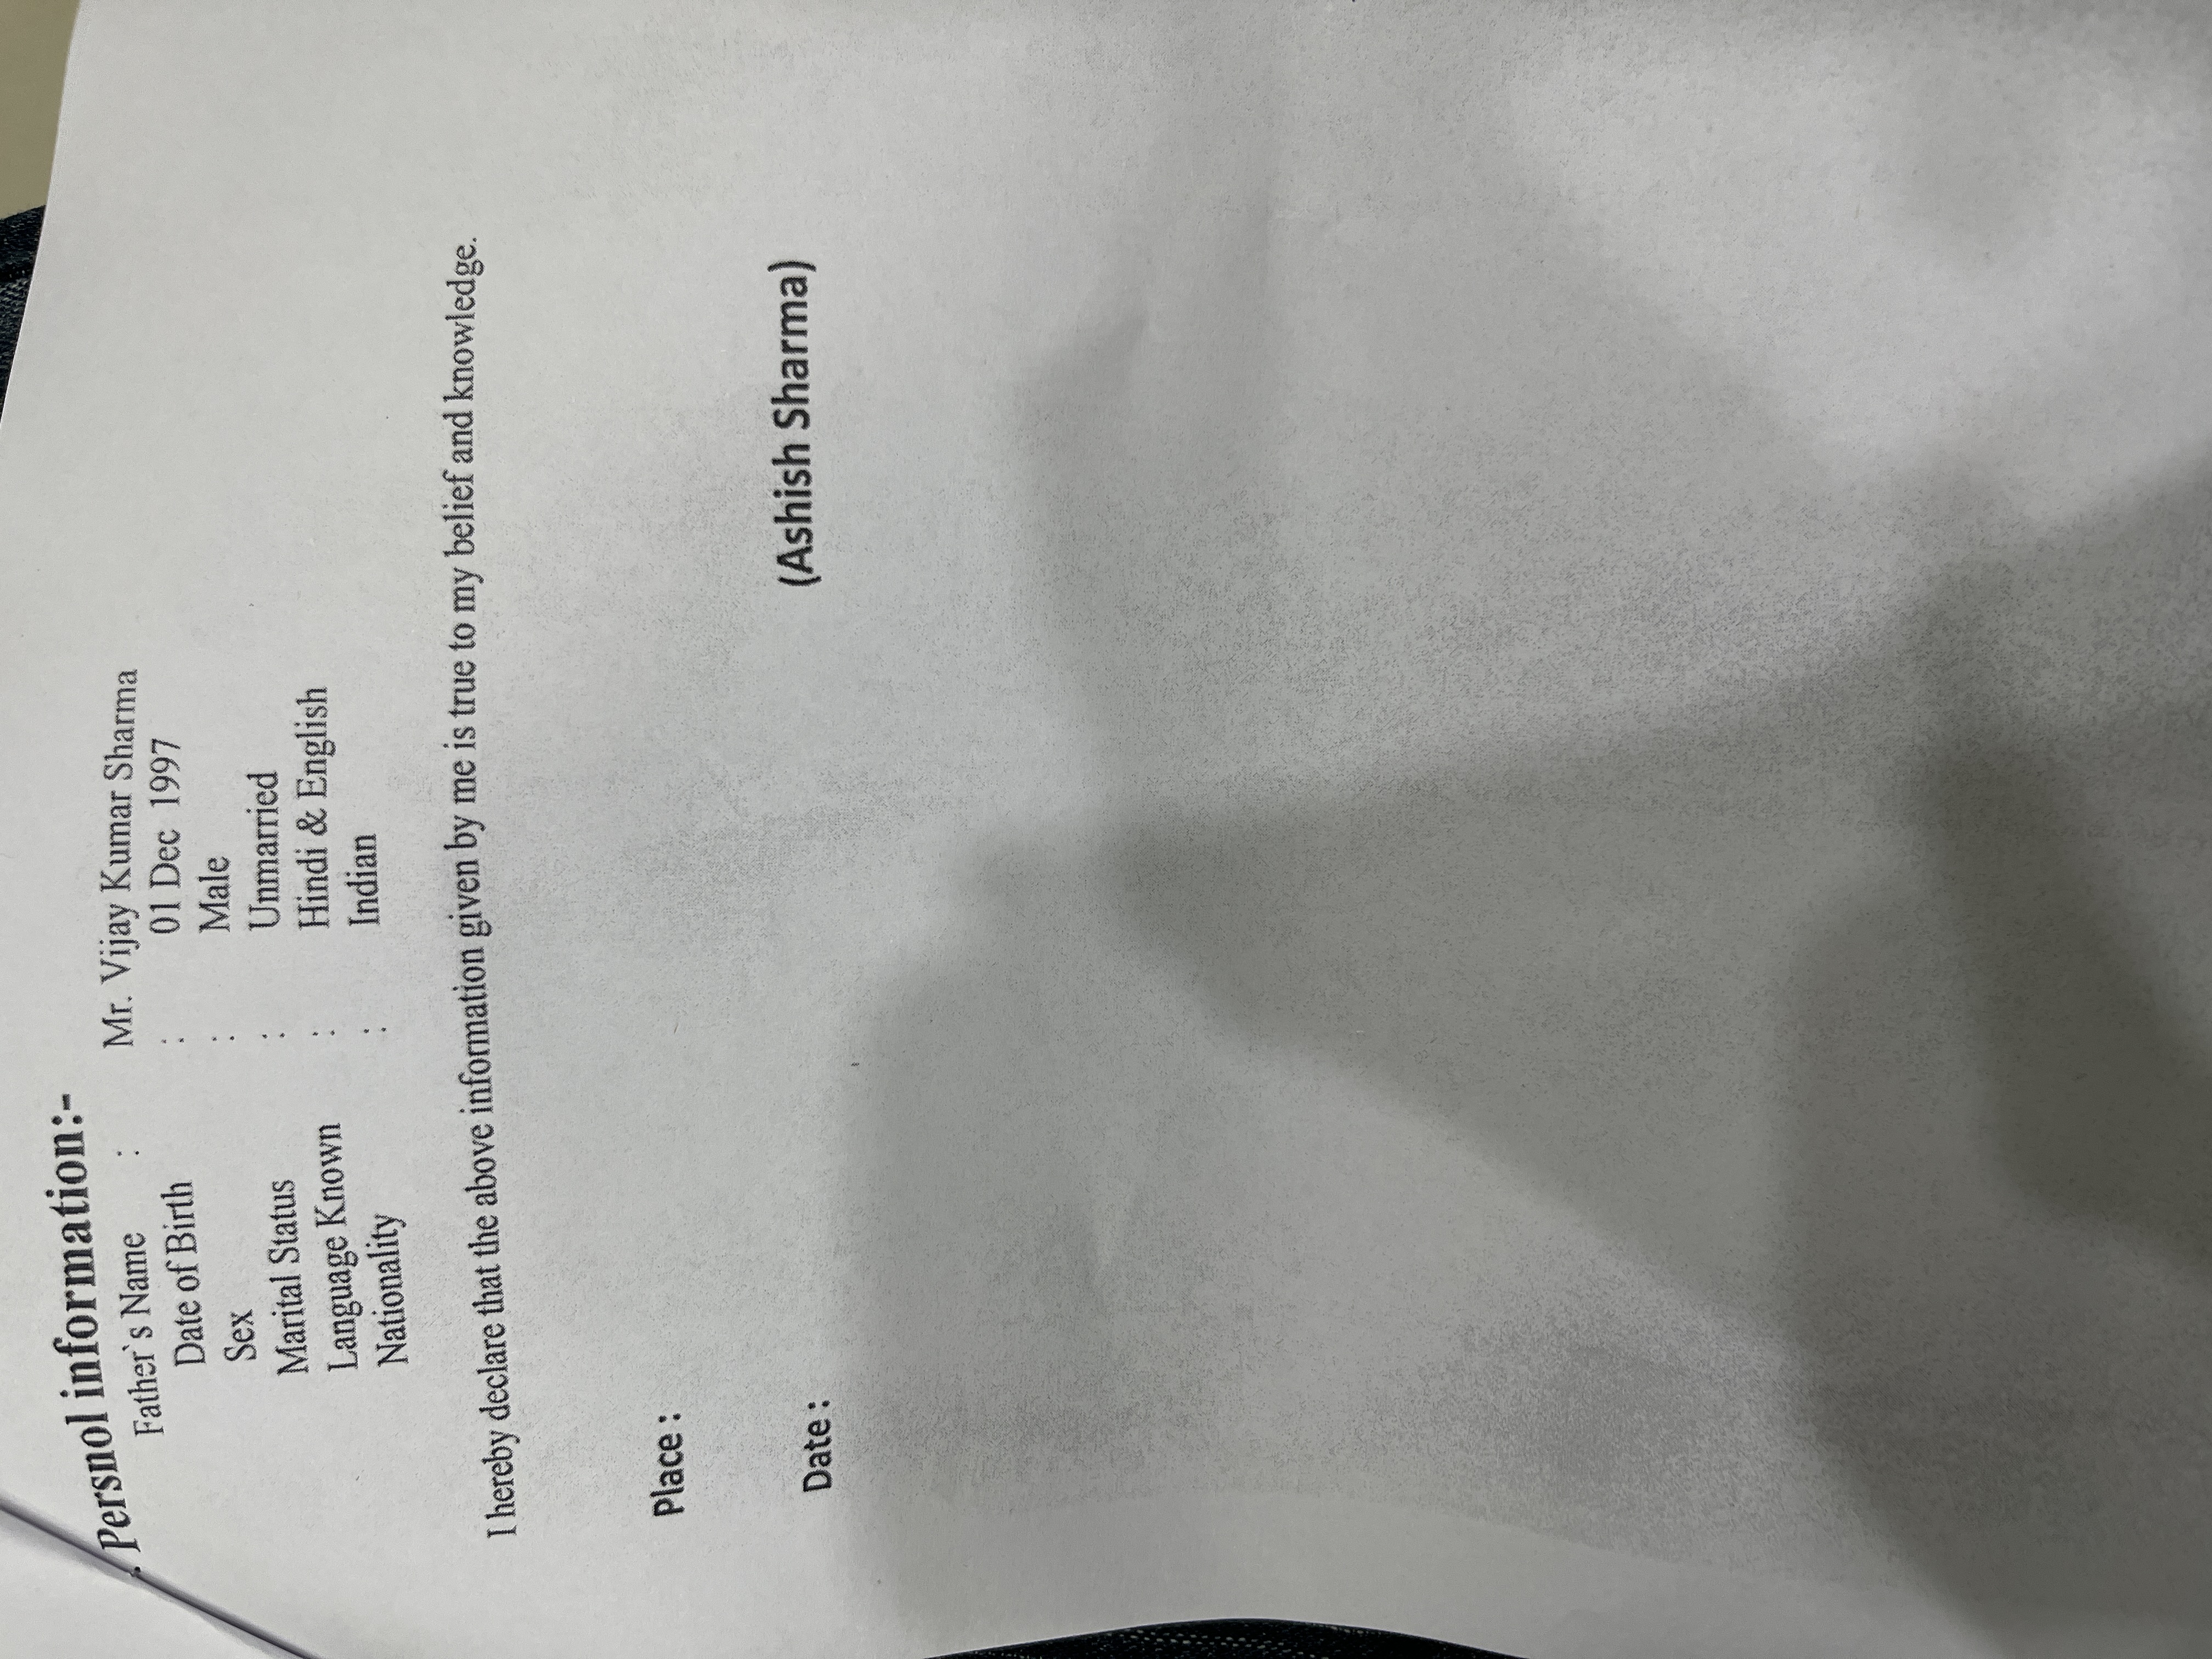 . Persnol information:-
Father`s Name : Mr. Vijay Kumar Sharma
Date of Birth : 01 Dec 1997
Sex : Male
Marital Status : Unmarried
Language Known : Hindi & English
Nationality : Indian
I hereby declare that the above information given by me is true to my belief and knowledge.
Place :
Date :
(Ashish Sharma)